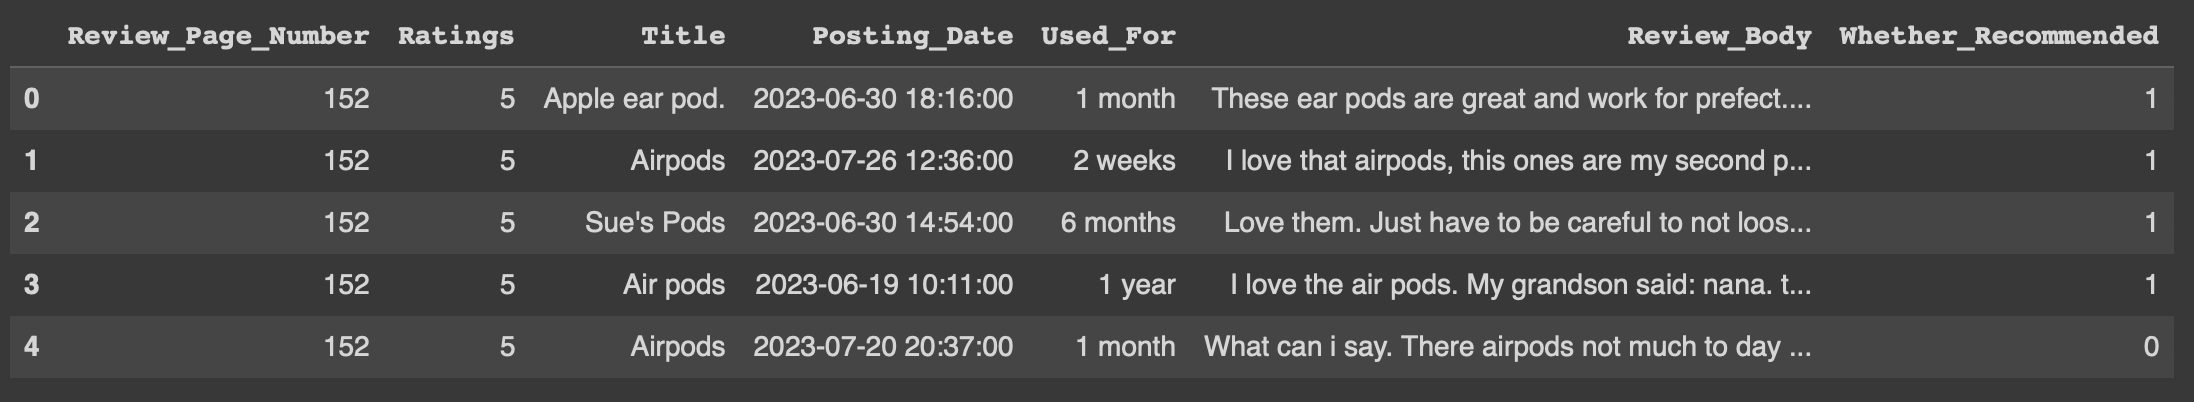 Review_Page_Number Ratings Title Posting_Date Used_For Review_Body Whether_Recommended
0 152 5 Apple ear pod. 2023-06-30 18:16:00 1 month These ear pods are great and work for prefect.... 1
1 152 5 Airpods 2023-07-26 12:36:00 2 weeks I love that airpods, this ones are my second p... 1
2 152 5 Sue's Pods 2023-06-30 14:54:00 6 months Love them. Just have to be careful to not loos... 1
3 152 5 Air pods 2023-06-19 10:11:00 1 year I love the air pods. My grandson said: nana. t... 1
4 152 5 Airpods 2023-07-20 20:37:00 1 month What can i say. There airpods not much to day ... 0